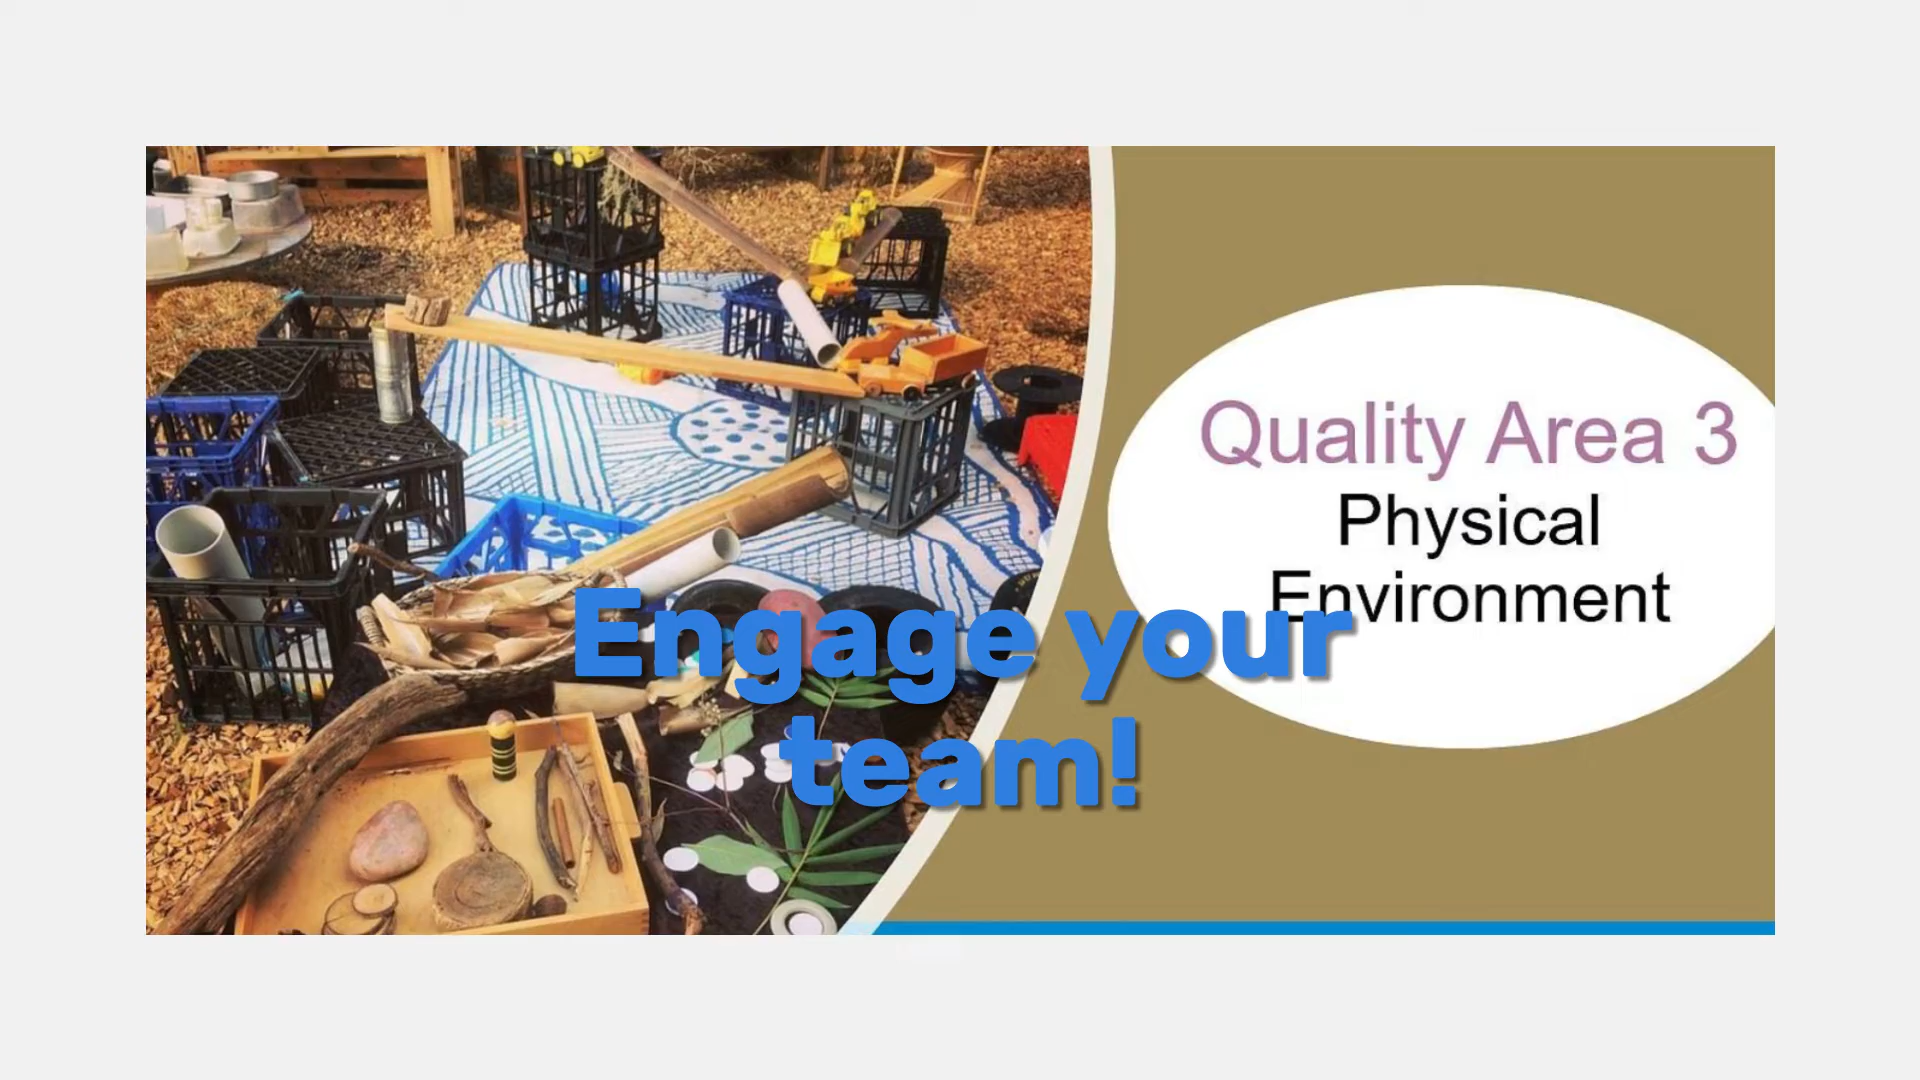 Quality Area 3
Physical
Environment
Engage your
team!